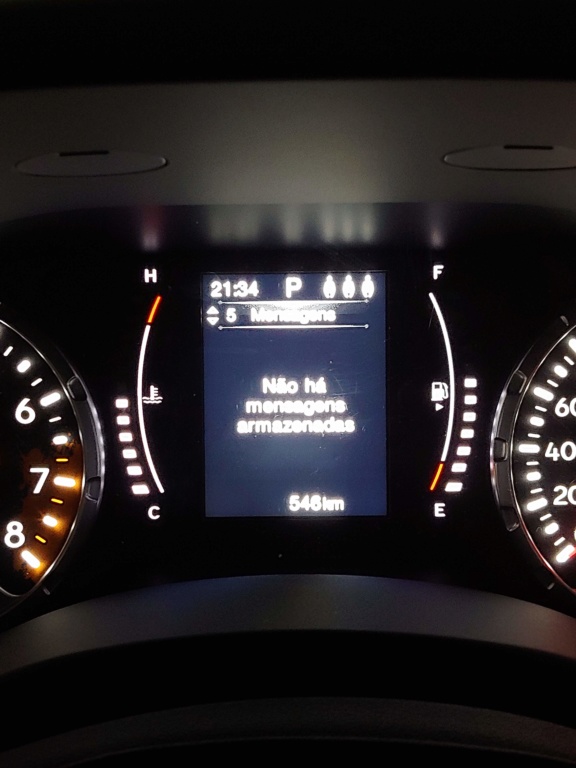 H
F
21:34 P
5 Mensagens
Não há
mensagens
armazenadas
546km
C
E
6
7
8
60
40
20